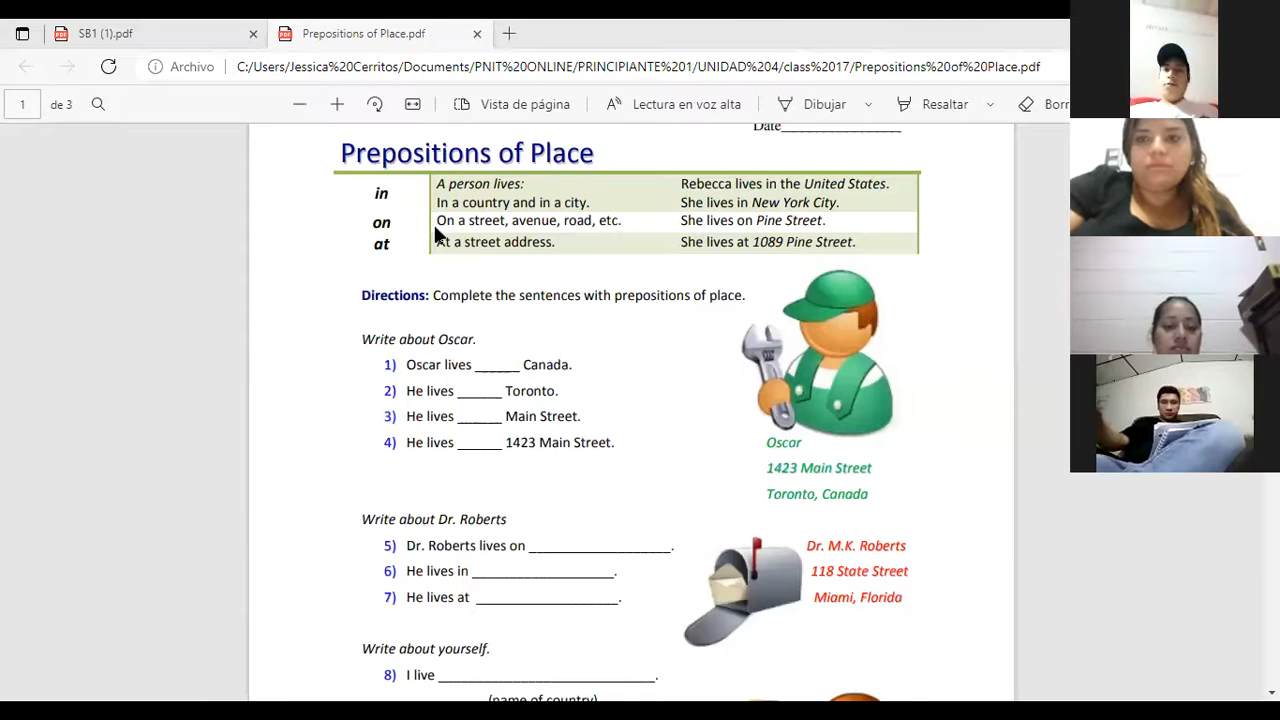 SB1 (1).pdf
Prepositions of Place.pdf
Archivo
C:/Users/Jessica%20Cerritos/Documents/PNIT%20ONLINE/PRINCIPIANTE%201/UNIDAD%204/class%2017/Prepositions%20of%20Place.pdf
1 de 3
Vista de página
Lectura en voz alta
Dibujar
Resaltar
Borr
Date_________________
Prepositions of Place
in
A person lives:
In a country and in a city.
Rebecca lives in the United States.
She lives in New York City.
on
On a street, avenue, road, etc.
She lives on Pine Street.
at
At a street address.
She lives at 1089 Pine Street.
Directions: Complete the sentences with prepositions of place.
Write about Oscar.
1) Oscar lives ______ Canada.
2) He lives ______ Toronto.
3) He lives ______ Main Street.
4) He lives ______ 1423 Main Street.
Oscar
1423 Main Street
Toronto, Canada
Write about Dr. Roberts
5) Dr. Roberts lives on ___________________.
6) He lives in ___________________.
7) He lives at ___________________.
Dr. M.K. Roberts
118 State Street
Miami, Florida
Write about yourself.
8) I live _____________________________.
(name of country)